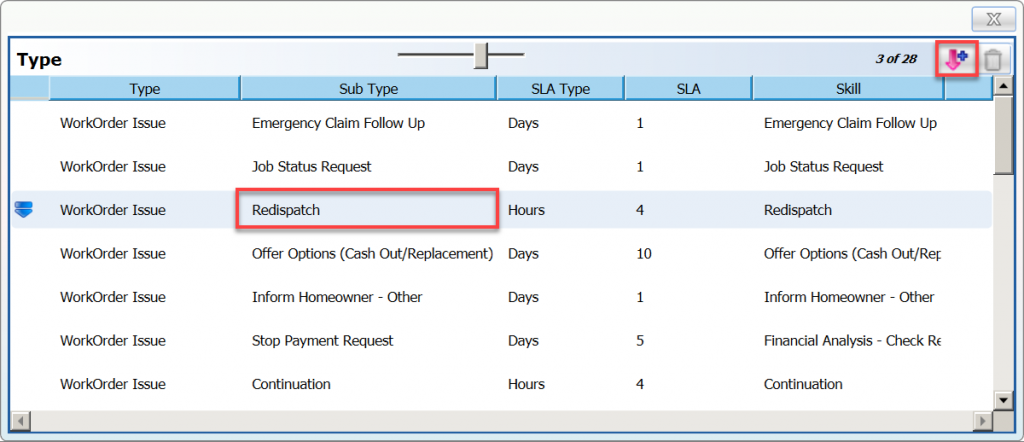 X
Type 3 of 28
Type Sub Type SLA Type SLA Skill
WorkOrder Issue Emergency Claim Follow Up Days 1 Emergency Claim Follow Up
WorkOrder Issue Job Status Request Days 1 Job Status Request
WorkOrder Issue Redispatch Hours 4 Redispatch
WorkOrder Issue Offer Options (Cash Out/Replacement) Days 10 Offer Options (Cash Out/Rep
WorkOrder Issue Inform Homeowner - Other Days 1 Inform Homeowner - Other
WorkOrder Issue Stop Payment Request Days 5 Financial Analysis - Check Re
WorkOrder Issue Continuation Hours 4 Continuation